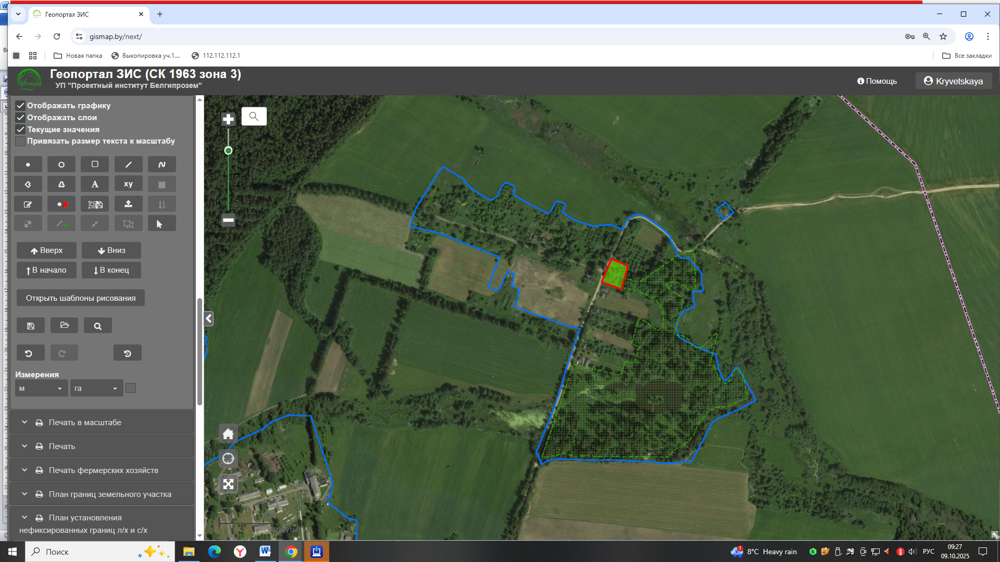 Геопортал ЗИС
gismap.by/next/
Новая папка
Выкопировка уч.1....
112.112.112.1
Все закладки
Gismap.by
Геопортал ЗИС (СК 1963 зона 3)
УП "Проектный институт Белгипрозем"
Помощь
Kryvetskaya
Отображать графику
Отображать слои
Текущие значения
Привязать размер текста к масштабу
A
xy
Вверх
Вниз
В начало
В конец
Открыть шаблоны рисования
Измерения
м
га
Печать в масштабе
Печать
Печать фермерских хозяйств
План границ земельного участка
План установления
нефиксированных границ л/х и с/х
Поиск
8°C Heavy rain
РУС
09:27
09.10.2025